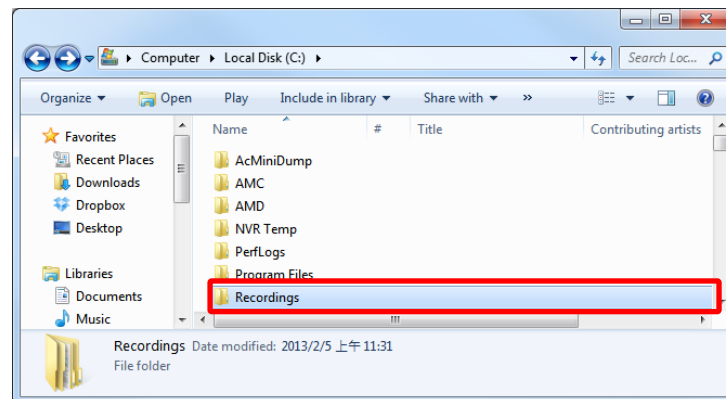 Computer Local Disk (C:) Search Loc...
Organize Open Play Include in library Share with »
Name # Title Contributing artists
Favorites
Recent Places
Downloads
Dropbox
Desktop
Libraries
Documents
Music
AcMiniDump
AMC
AMD
NVR Temp
PerfLogs
Program Files
Recordings
Recordings Date modified: 2013/2/5 上午 11:31
File folder